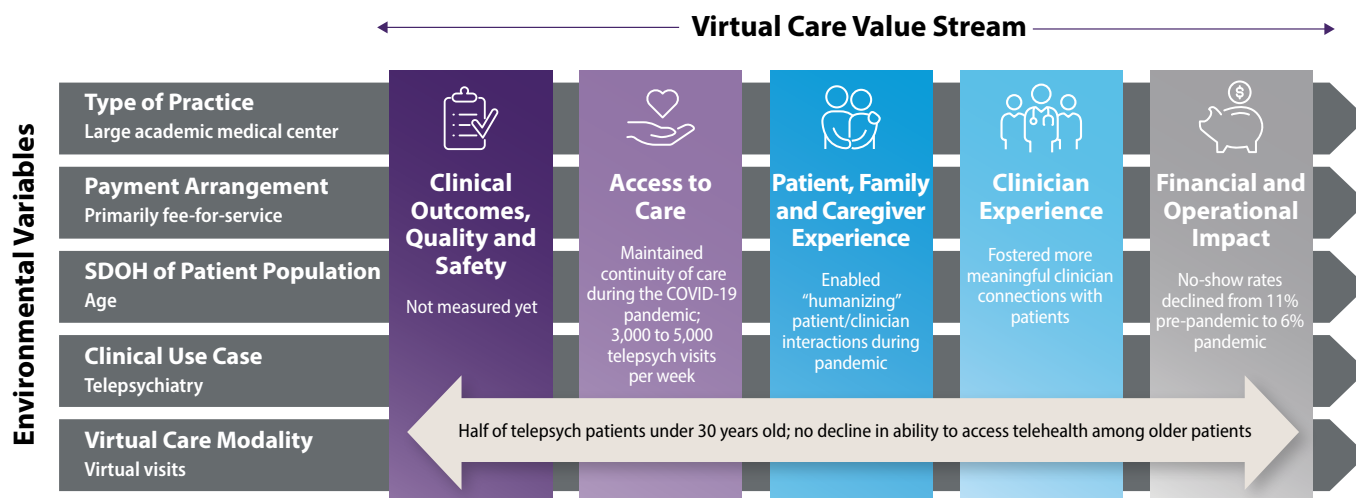 Virtual Care Value Stream
Environmental Variables
Type of Practice
Large academic medical center
Payment Arrangement
Primarily fee-for-service
SDOH of Patient Population
Age
Clinical Use Case
Telepsychiatry
Virtual Care Modality
Virtual visits
Clinical
Outcomes,
Quality and
Safety
Not measured yet
Access to
Care
Maintained
continuity of care
during the COVID-19
pandemic;
3,000 to 5,000
telepsych visits
per week
Patient, Family
and Caregiver
Experience
Enabled
“humanizing”
patient/clinician
interactions during
pandemic
Clinician
Experience
Fostered more
meaningful clinician
connections with
patients
$
Financial and
Operational
Impact
No-show rates
declined from 11%
pre-pandemic to 6%
pandemic
Half of telepsych patients under 30 years old; no decline in ability to access telehealth among older patients